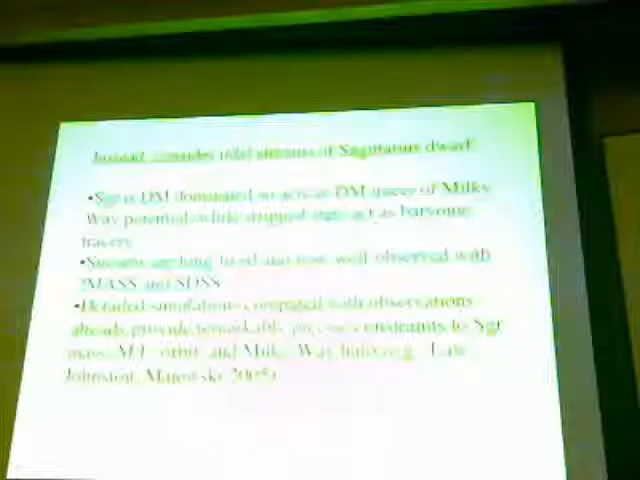 Instead, consider tidal streams of Sagittarius dwarf
•Sgr is DM dominated so acts as DM tracer of Milky
Way potential, while stripped stars act as baryonic
tracers
•Streams are long lived and now well observed with
2MASS and SDSS
•Detailed simulations compared with observations
already provide remarkably precise constraints to Sgr
mass, M/L, orbit, and Milky Way halo (e.g., Law,
Johnston, Majewski 2005)